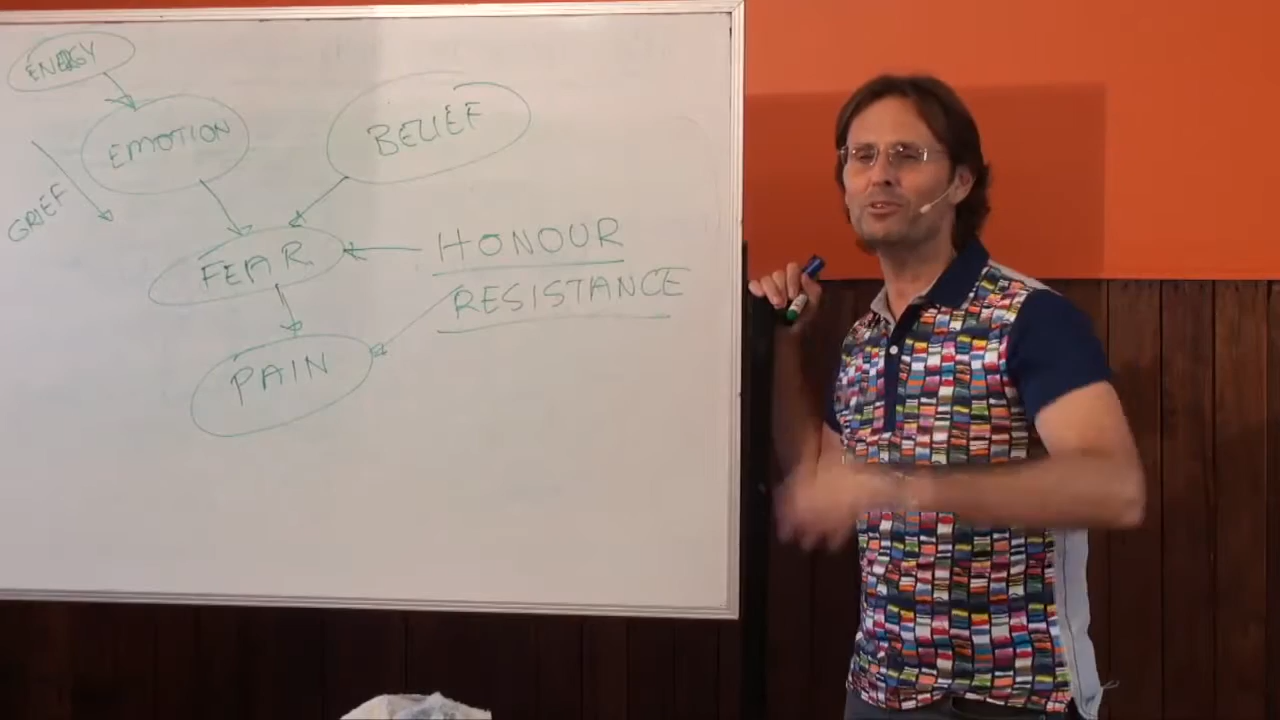 ENERGY
EMOTION
BELIEF
GRIEF
FEAR
HONOUR
RESISTANCE
PAIN